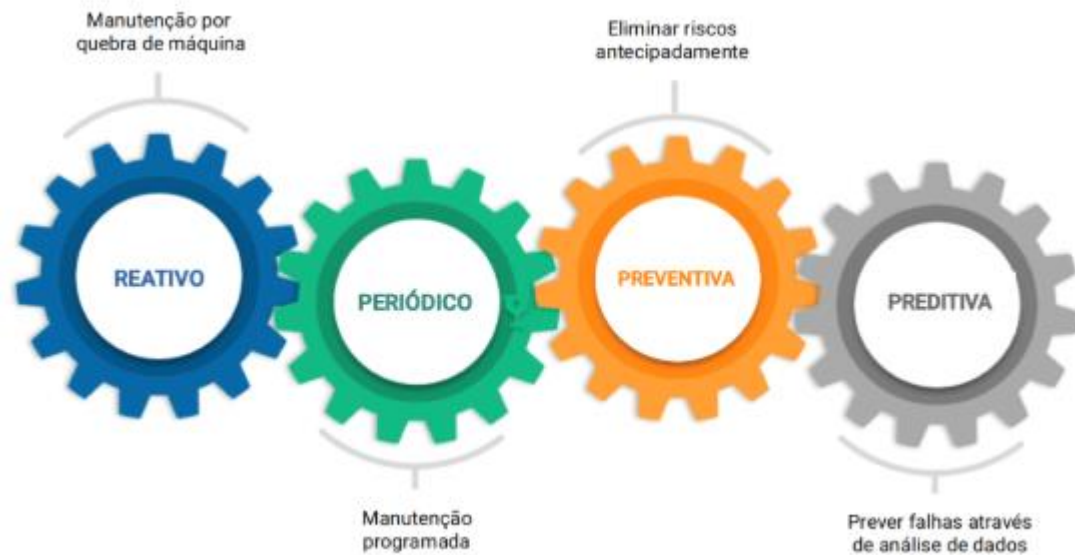 Manutenção por
quebra de máquina
REATIVO
PERIÓDICO
Manutenção
programada
Eliminar riscos
antecipadamente
PREVENTIVA
PREDITIVA
Prever falhas através
de análise de dados